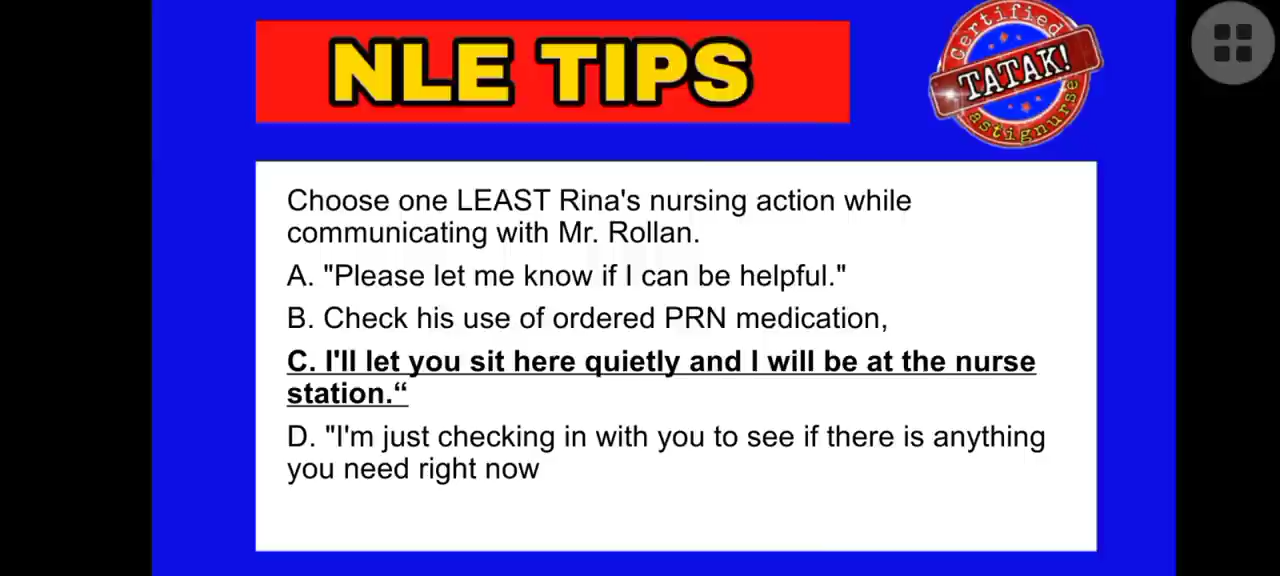 NLE TIPS
Certified
TATAK!
astignurse
Choose one LEAST Rina's nursing action while
communicating with Mr. Rollan.
A. "Please let me know if I can be helpful."
B. Check his use of ordered PRN medication,
C. I'll let you sit here quietly and I will be at the nurse
station.“
D. "I'm just checking in with you to see if there is anything
you need right now